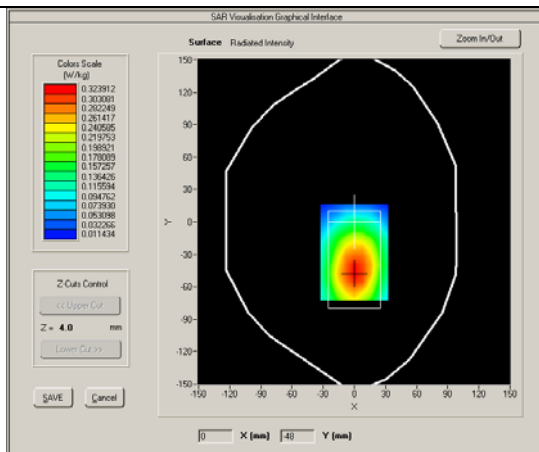 SAR Visualisation Graphical Interface
Surface Radiated Intensity
Zoom In/Out
Colors Scale
(W/kg)
0.323912
0.303081
0.282249
0.261417
0.240585
0.219753
0.198921
0.178089
0.157257
0.136426
0.115594
0.094762
0.073930
0.053098
0.032266
0.011434
Z-Cuts Control
<< Upper Cut
Z = 4.0 mm
Lower Cut >>
SAVE Cancel
150
120
90
60
30
0
-30
-60
-90
-120
-150
Y
-150 -120 -90 -60 -30 0 30 60 90 120 150
X
0 X (mm) -48 Y (mm)